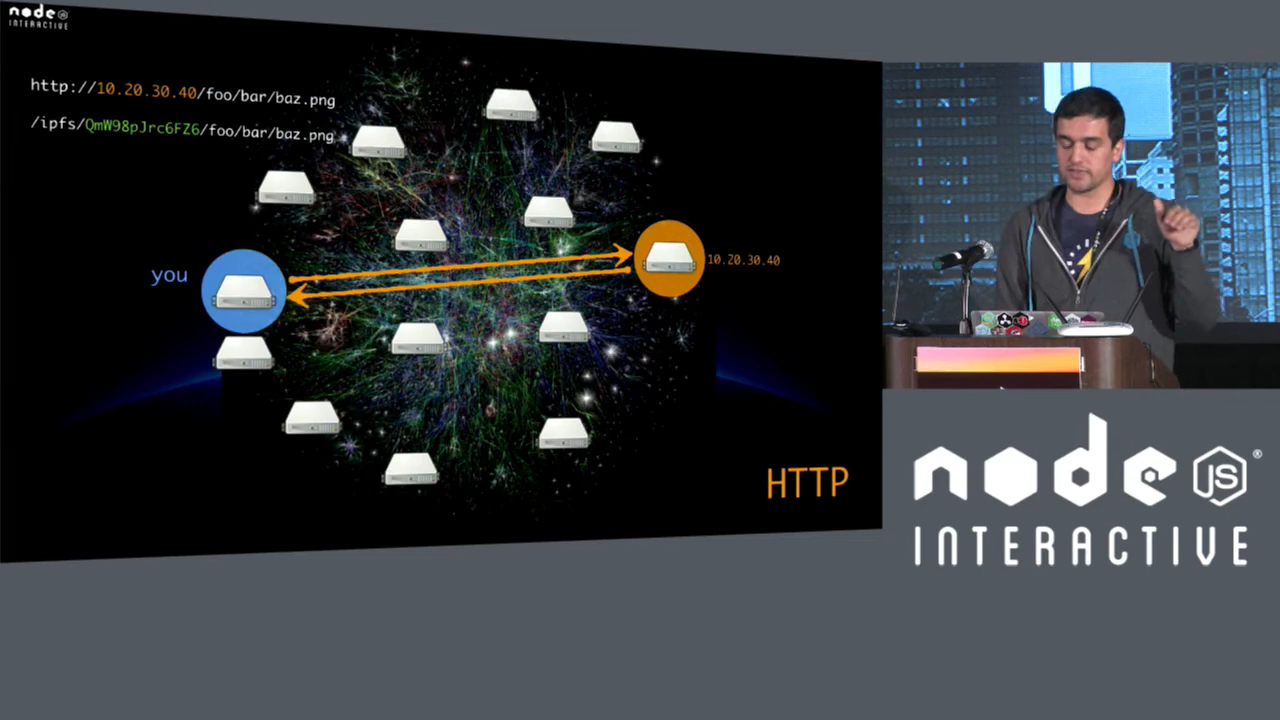 node JS
INTERACTIVE
http://10.20.30.40/foo/bar/baz.png
/ipfs/QmW98pJrc6FZ6/foo/bar/baz.png
you
10.20.30.40
HTTP
node JS ®
INTERACTIVE